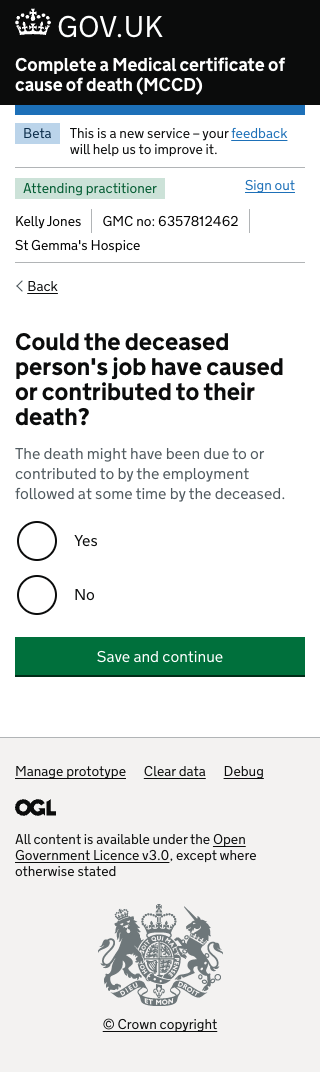 GOV.UK
Complete a Medical certificate of
cause of death (MCCD)
Beta This is a new service – your feedback
will help us to improve it.
Attending practitioner Sign out
Kelly Jones GMC no: 6357812462
St Gemma's Hospice
Back
Could the deceased
person's job have caused
or contributed to their
death?
The death might have been due to or
contributed to by the employment
followed at some time by the deceased.
Yes
No
Save and continue
Manage prototype Clear data Debug
OGL
All content is available under the Open
Government Licence v3.0, except where
otherwise stated
DIEU ET MON DROIT
© Crown copyright